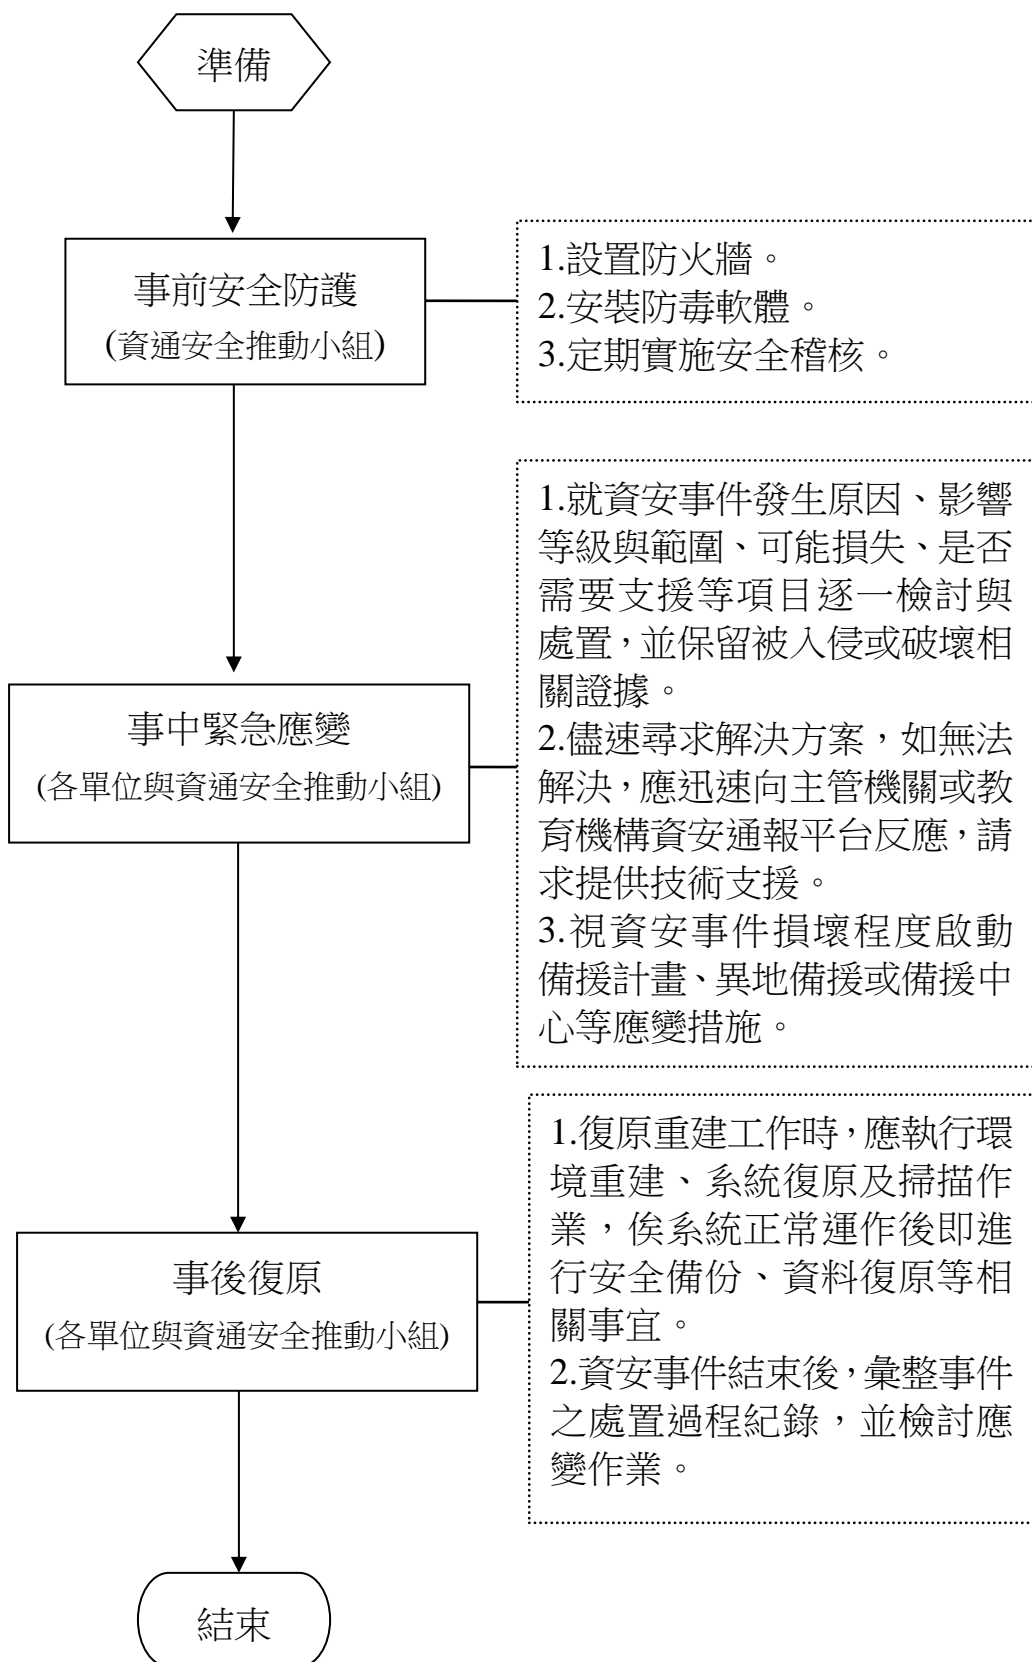 準備
事前安全防護
(資通安全推動小組)
1.設置防火牆。
2.安裝防毒軟體。
3.定期實施安全稽核。
1.就資安事件發生原因、影響
等級與範圍、可能損失、是否
需要支援等項目逐一檢討與
處置,並保留被入侵或破壞相
關證據。
2.儘速尋求解決方案,如無法
解決,應迅速向主管機關或教
育機構資安通報平台反應,請
求提供技術支援。
3.視資安事件損壞程度啟動
備援計畫、異地備援或備援中
心等應變措施。
事中緊急應變
(各單位與資通安全推動小組)
1.復原重建工作時,應執行環
境重建、系統復原及掃描作
業,俟系統正常運作後即進
行安全備份、資料復原等相
關事宜。
2.資安事件結束後,彙整事件
之處置過程紀錄,並檢討應
變作業。
事後復原
(各單位與資通安全推動小組)
結束